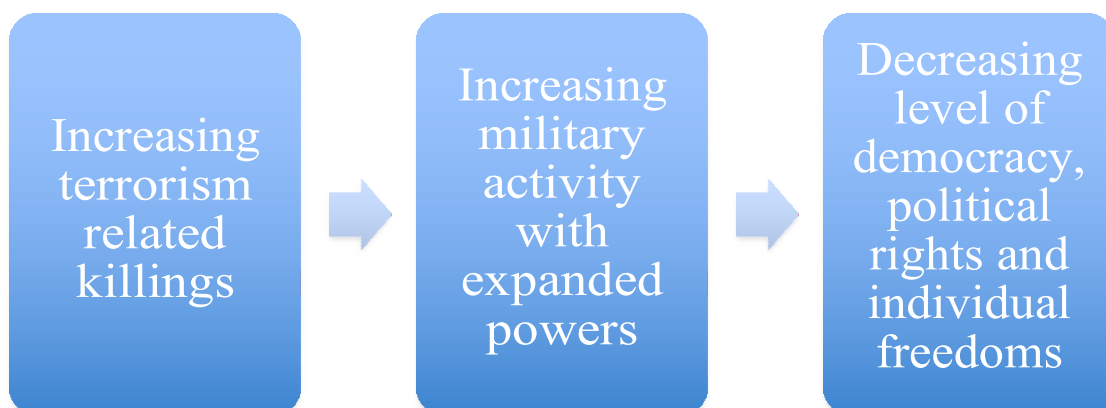 Increasing
terrorism
related
killings
Increasing
military
activity
with
expanded
powers
Decreasing
level of
democracy,
political
rights and
individual
freedoms